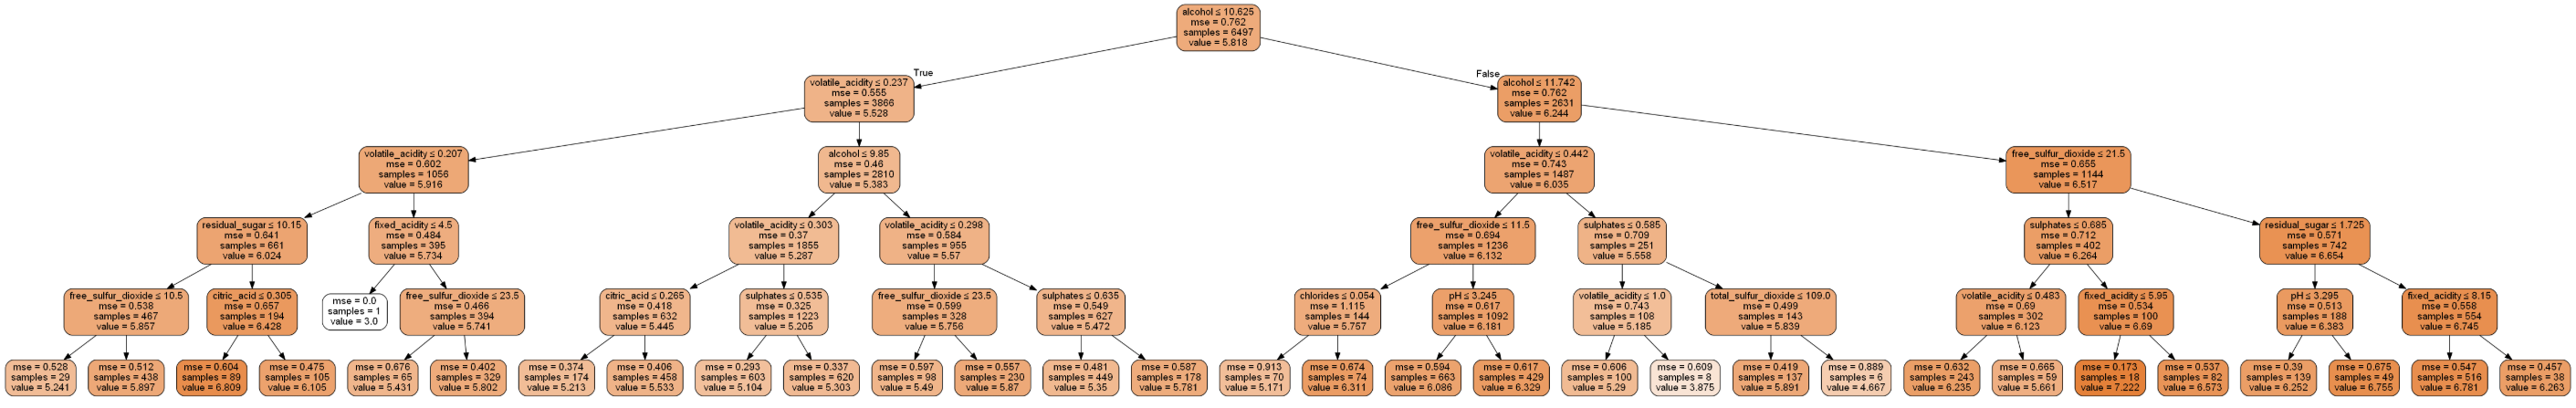 alcohol ≤ 10.625
mse = 0.762
samples = 6497
value = 5.818
True
False
volatile_acidity ≤ 0.237
mse = 0.555
samples = 3866
value = 5.528
alcohol ≤ 11.742
mse = 0.762
samples = 2631
value = 6.244
volatile_acidity ≤ 0.207
mse = 0.602
samples = 1056
value = 5.916
alcohol ≤ 9.85
mse = 0.46
samples = 2810
value = 5.383
volatile_acidity ≤ 0.442
mse = 0.743
samples = 1487
value = 6.035
free_sulfur_dioxide ≤ 21.5
mse = 0.655
samples = 1144
value = 6.517
residual_sugar ≤ 10.15
mse = 0.641
samples = 661
value = 6.024
fixed_acidity ≤ 4.5
mse = 0.484
samples = 395
value = 5.734
volatile_acidity ≤ 0.303
mse = 0.37
samples = 1855
value = 5.287
volatile_acidity ≤ 0.298
mse = 0.584
samples = 955
value = 5.57
free_sulfur_dioxide ≤ 11.5
mse = 0.694
samples = 1236
value = 6.132
sulphates ≤ 0.585
mse = 0.709
samples = 251
value = 5.558
sulphates ≤ 0.685
mse = 0.712
samples = 402
value = 6.264
residual_sugar ≤ 1.725
mse = 0.571
samples = 742
value = 6.654
free_sulfur_dioxide ≤ 10.5
mse = 0.538
samples = 467
value = 5.857
citric_acid ≤ 0.305
mse = 0.657
samples = 194
value = 6.428
mse = 0.0
samples = 1
value = 3.0
free_sulfur_dioxide ≤ 23.5
mse = 0.466
samples = 394
value = 5.741
citric_acid ≤ 0.265
mse = 0.418
samples = 632
value = 5.445
sulphates ≤ 0.535
mse = 0.325
samples = 1223
value = 5.205
free_sulfur_dioxide ≤ 23.5
mse = 0.599
samples = 328
value = 5.756
sulphates ≤ 0.635
mse = 0.549
samples = 627
value = 5.472
chlorides ≤ 0.054
mse = 1.115
samples = 144
value = 5.757
pH ≤ 3.245
mse = 0.617
samples = 1092
value = 6.181
volatile_acidity ≤ 1.0
mse = 0.743
samples = 108
value = 5.185
total_sulfur_dioxide ≤ 109.0
mse = 0.499
samples = 143
value = 5.839
volatile_acidity ≤ 0.483
mse = 0.69
samples = 302
value = 6.123
fixed_acidity ≤ 5.95
mse = 0.534
samples = 100
value = 6.69
pH ≤ 3.295
mse = 0.513
samples = 188
value = 6.383
fixed_acidity ≤ 8.15
mse = 0.558
samples = 554
value = 6.745
mse = 0.528
samples = 29
value = 5.241
mse = 0.512
samples = 438
value = 5.897
mse = 0.604
samples = 89
value = 6.809
mse = 0.475
samples = 105
value = 6.105
mse = 0.676
samples = 65
value = 5.431
mse = 0.402
samples = 329
value = 5.802
mse = 0.374
samples = 174
value = 5.213
mse = 0.406
samples = 458
value = 5.533
mse = 0.293
samples = 603
value = 5.104
mse = 0.337
samples = 620
value = 5.303
mse = 0.597
samples = 98
value = 5.49
mse = 0.557
samples = 230
value = 5.87
mse = 0.481
samples = 449
value = 5.35
mse = 0.587
samples = 178
value = 5.781
mse = 0.913
samples = 70
value = 5.171
mse = 0.674
samples = 74
value = 6.311
mse = 0.594
samples = 663
value = 6.086
mse = 0.617
samples = 429
value = 6.329
mse = 0.606
samples = 100
value = 5.29
mse = 0.609
samples = 8
value = 3.875
mse = 0.419
samples = 137
value = 5.891
mse = 0.889
samples = 6
value = 4.667
mse = 0.632
samples = 243
value = 6.235
mse = 0.665
samples = 59
value = 5.661
mse = 0.173
samples = 18
value = 7.222
mse = 0.537
samples = 82
value = 6.573
mse = 0.39
samples = 139
value = 6.252
mse = 0.675
samples = 49
value = 6.755
mse = 0.547
samples = 516
value = 6.781
mse = 0.457
samples = 38
value = 6.263